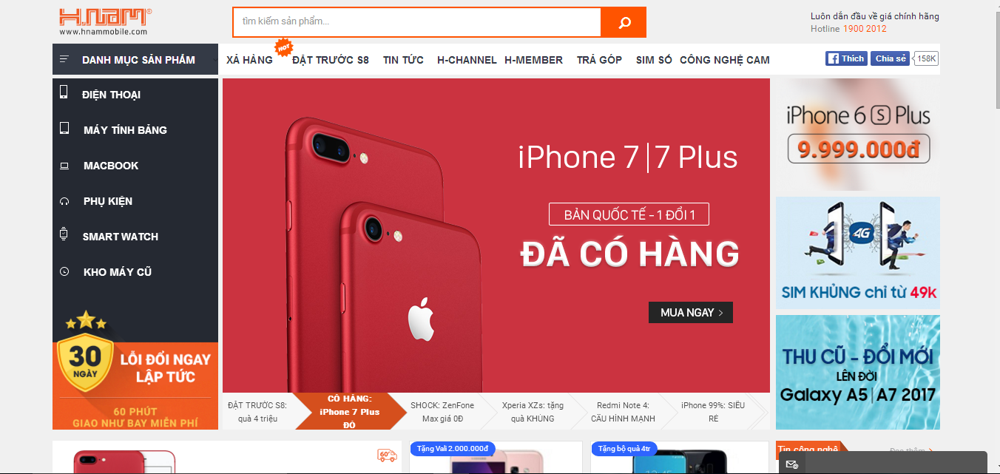 H.nam
www.hnammobile.com
tìm kiếm sản phẩm...
Luôn dẫn đầu về giá chính hãng
Hotline 1900 2012
DANH MỤC SẢN PHẨM
XẢ HÀNG
HOT
ĐẶT TRƯỚC S8
TIN TỨC
H-CHANNEL
H-MEMBER
TRẢ GÓP
SIM SỐ
CÔNG NGHỆ CAM
Thích
Chia sẻ
158K
ĐIỆN THOẠI
MÁY TÍNH BẢNG
MACBOOK
PHỤ KIỆN
SMART WATCH
KHO MÁY CŨ
30
NGÀY
LỖI ĐỔI NGAY
LẬP TỨC
60 PHÚT
GIAO NHƯ BAY MIỄN PHÍ
iPhone 7|7 Plus
BẢN QUỐC TẾ - 1 ĐỔI 1
ĐÃ CÓ HÀNG
MUA NGAY >
ĐẶT TRƯỚC S8:
quà 4 triệu
CÓ HÀNG:
iPhone 7 Plus
ĐỎ
SHOCK: ZenFone
Max giá 0Đ
Xperia XZs: tặng
quà KHỦNG
Redmi Note 4:
CẤU HÌNH MẠNH
iPhone 99%: SIÊU
RẺ
iPhone 6 S Plus
9.999.000đ
4G
SIM KHỦNG chỉ từ 49k
THU CŨ - ĐỔI MỚI
LÊN ĐỜI
Galaxy A5|A7 2017
60'
Tặng Vali 2.000.000đ
Tặng bộ quà 4tr
Tin công nghệ
Đọc thêm >